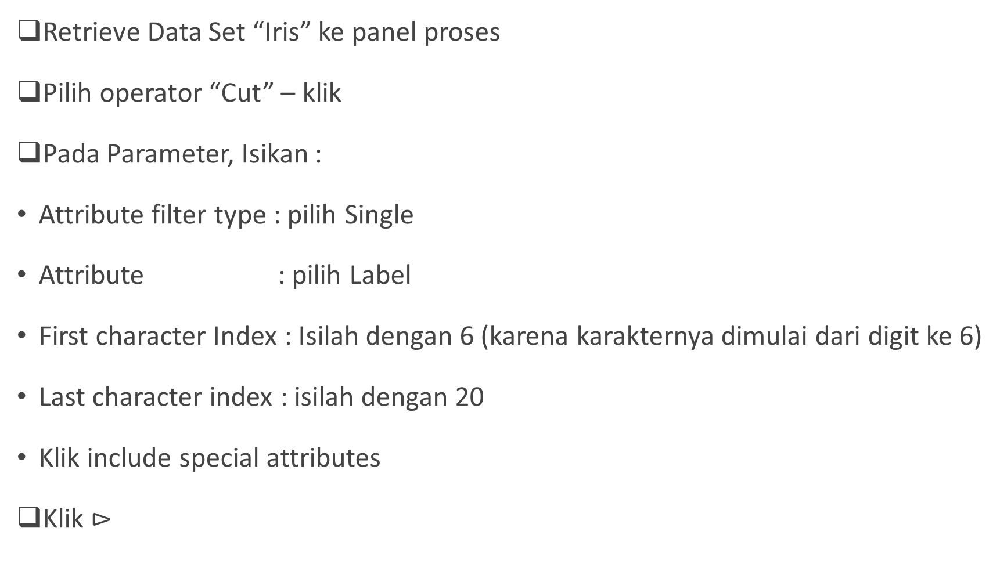 ❑Retrieve Data Set “Iris” ke panel proses
❑Pilih operator “Cut” – klik
❑Pada Parameter, Isikan :
• Attribute filter type : pilih Single
• Attribute : pilih Label
• First character Index : Isilah dengan 6 (karena karakternya dimulai dari digit ke 6)
• Last character index : isilah dengan 20
• Klik include special attributes
❑Klik ▻